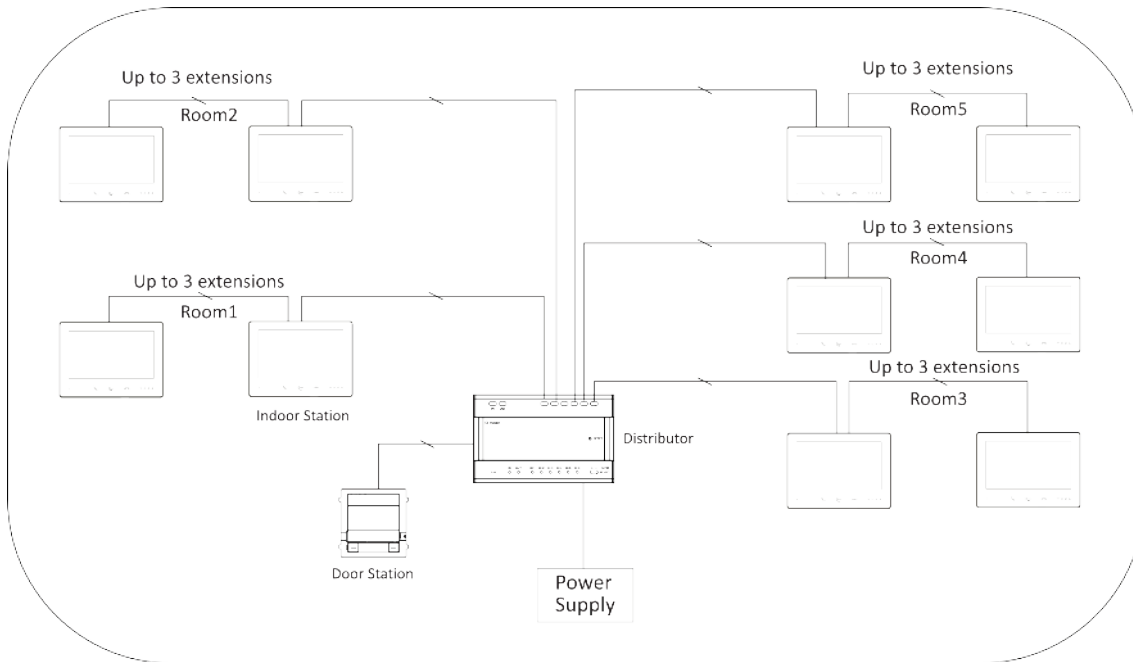 Up to 3 extensions
Room2
Up to 3 extensions
Room5
Up to 3 extensions
Room4
Up to 3 extensions
Room1
Up to 3 extensions
Room3
Indoor Station
Distributor
Door Station
Power
Supply